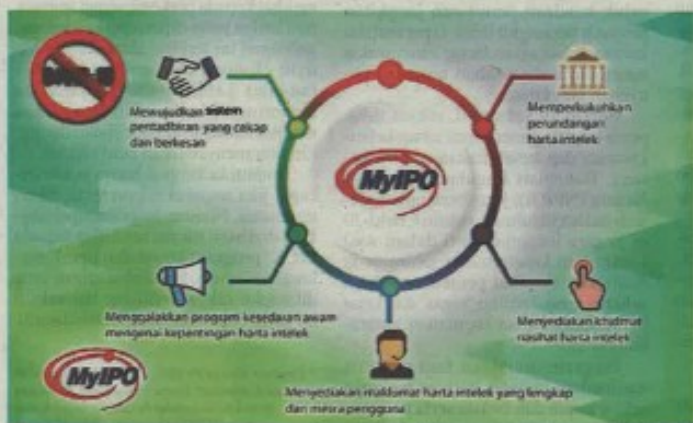 Mewujudkan sistem
pentadbiran yang cekap
dan berkesan
Memperkukuhkan
perundangan
harta intelek
MyIPO
Menggalakkan program kesedaran awam
mengenai kepentingan harta intelek
Menyediakan khidmat
nasihat harta intelek
MyIPO
Menyediakan maklumat harta intelek yang lengkap
dan mesra pengguna